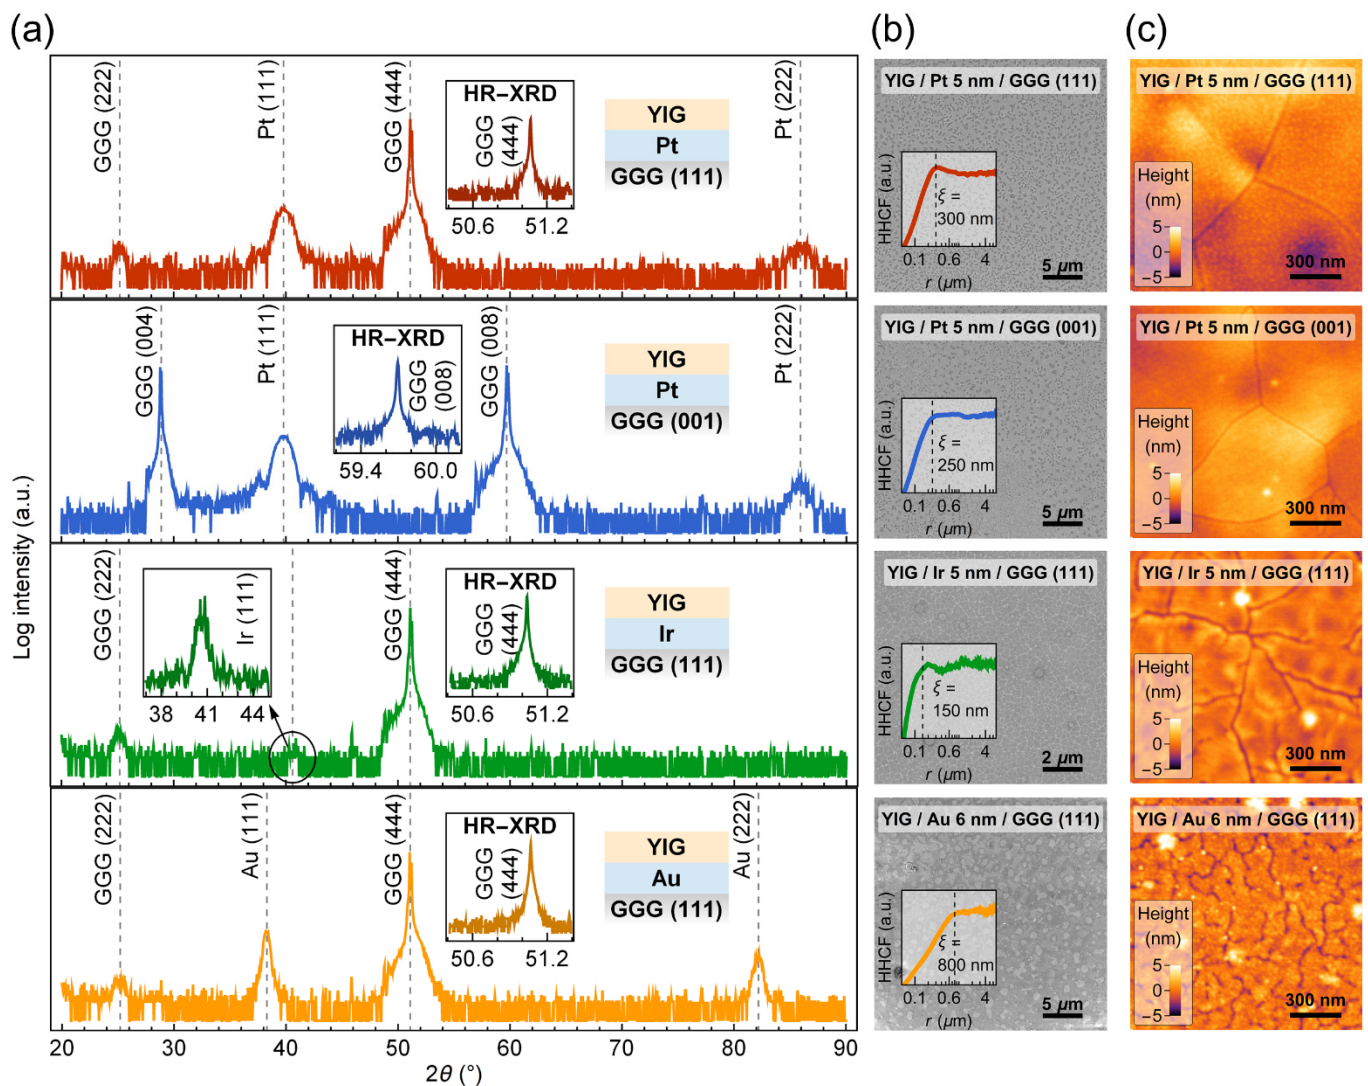 (a)
(b)
(c)
Log intensity (a.u.)
GGG (222)
Pt (111)
GGG (444)
HR–XRD
GGG
(444)
50.6 51.2
YIG
Pt
GGG (111)
Pt (222)
GGG (004)
Pt (111)
HR–XRD
GGG
(008)
59.4 60.0
GGG (008)
YIG
Pt
GGG (001)
Pt (222)
GGG (222)
Ir (111)
38 41 44
GGG (444)
HR–XRD
GGG
(444)
50.6 51.2
YIG
Ir
GGG (111)
GGG (222)
Au (111)
GGG (444)
HR–XRD
GGG
(444)
50.6 51.2
YIG
Au
GGG (111)
Au (222)
20 30 40 50 60 70 80 90
2θ (°)
YIG / Pt 5 nm / GGG (111)
HHCF (a.u.)
ξ =
300 nm
0.1 0.6 4
r (µm)
5 µm
YIG / Pt 5 nm / GGG (001)
HHCF (a.u.)
ξ =
250 nm
0.1 0.6 4
r (µm)
5 µm
YIG / Ir 5 nm / GGG (111)
HHCF (a.u.)
ξ =
150 nm
0.1 0.6 4
r (µm)
2 µm
YIG / Au 6 nm / GGG (111)
HHCF (a.u.)
ξ =
800 nm
0.1 0.6 4
r (µm)
5 µm
YIG / Pt 5 nm / GGG (111)
Height
(nm)
5
0
−5
300 nm
YIG / Pt 5 nm / GGG (001)
Height
(nm)
5
0
−5
300 nm
YIG / Ir 5 nm / GGG (111)
Height
(nm)
5
0
−5
300 nm
YIG / Au 6 nm / GGG (111)
Height
(nm)
5
0
−5
300 nm